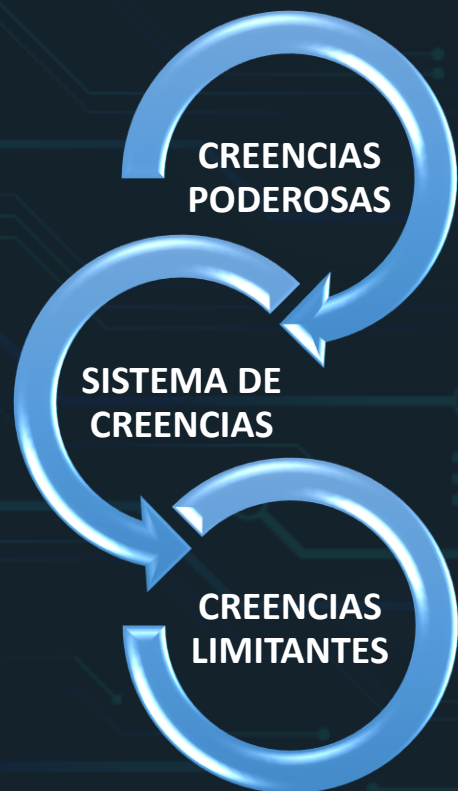 CREENCIAS
PODEROSAS
SISTEMA DE
CREENCIAS
CREENCIAS
LIMITANTES